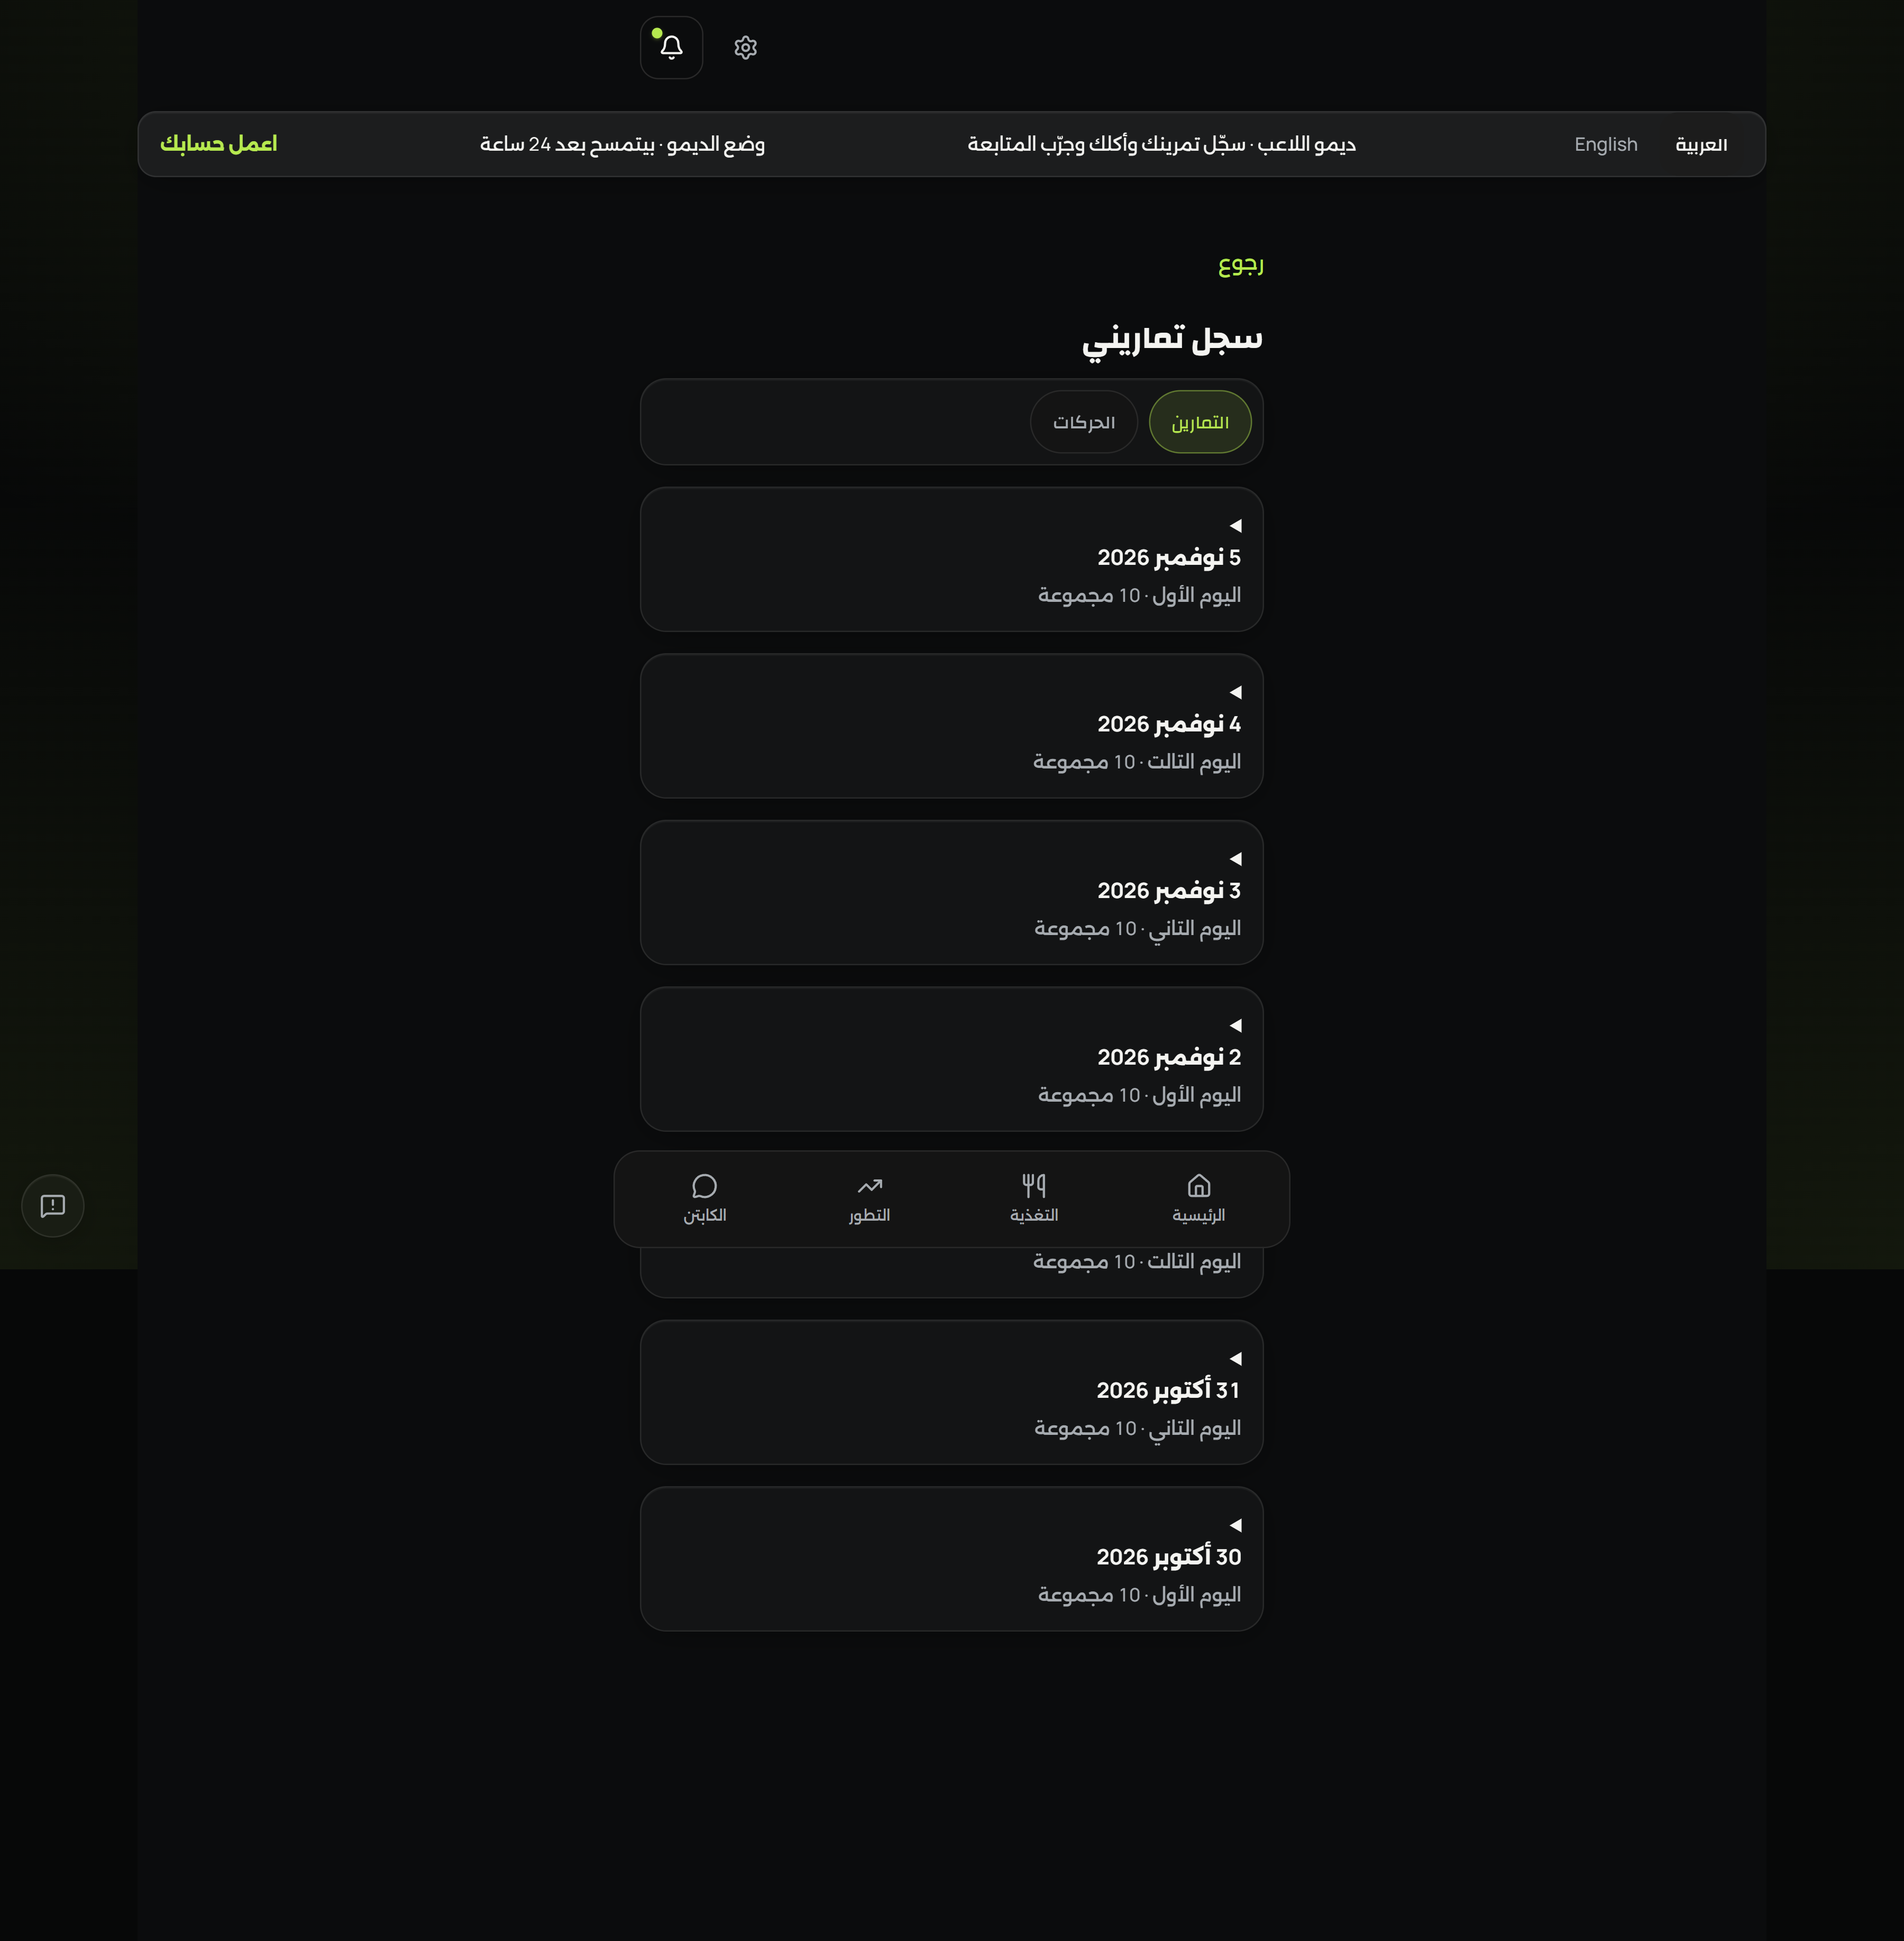 العربية
English
ديمو اللاعب · سجّل تمرينك وأكلك وجرّب المتابعة
وضع الديمو · بيتمسح بعد 24 ساعة
اعمل حسابك
رجوع
سجل تماريني
التمارين
الحركات
5 نوفمبر 2026
اليوم الأول · 10 مجموعة
4 نوفمبر 2026
اليوم التالت · 10 مجموعة
3 نوفمبر 2026
اليوم التاني · 10 مجموعة
2 نوفمبر 2026
اليوم الأول · 10 مجموعة
الرئيسية
التغذية
التطور
الكابتن
اليوم التالت · 10 مجموعة
31 أكتوبر 2026
اليوم التاني · 10 مجموعة
30 أكتوبر 2026
اليوم الأول · 10 مجموعة